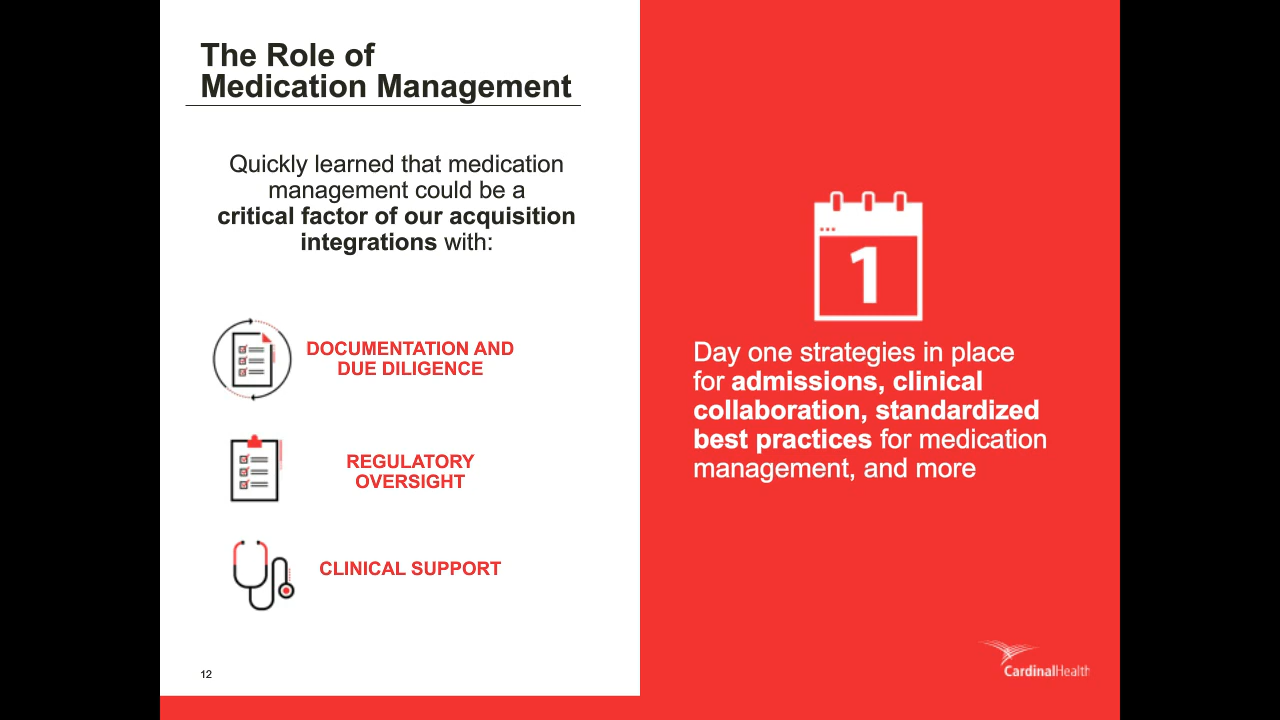 The Role of
Medication Management
Quickly learned that medication
management could be a
critical factor of our acquisition
integrations with:
DOCUMENTATION AND
DUE DILIGENCE
REGULATORY
OVERSIGHT
CLINICAL SUPPORT
12
1
Day one strategies in place
for admissions, clinical
collaboration, standardized
best practices for medication
management, and more
CardinalHealth